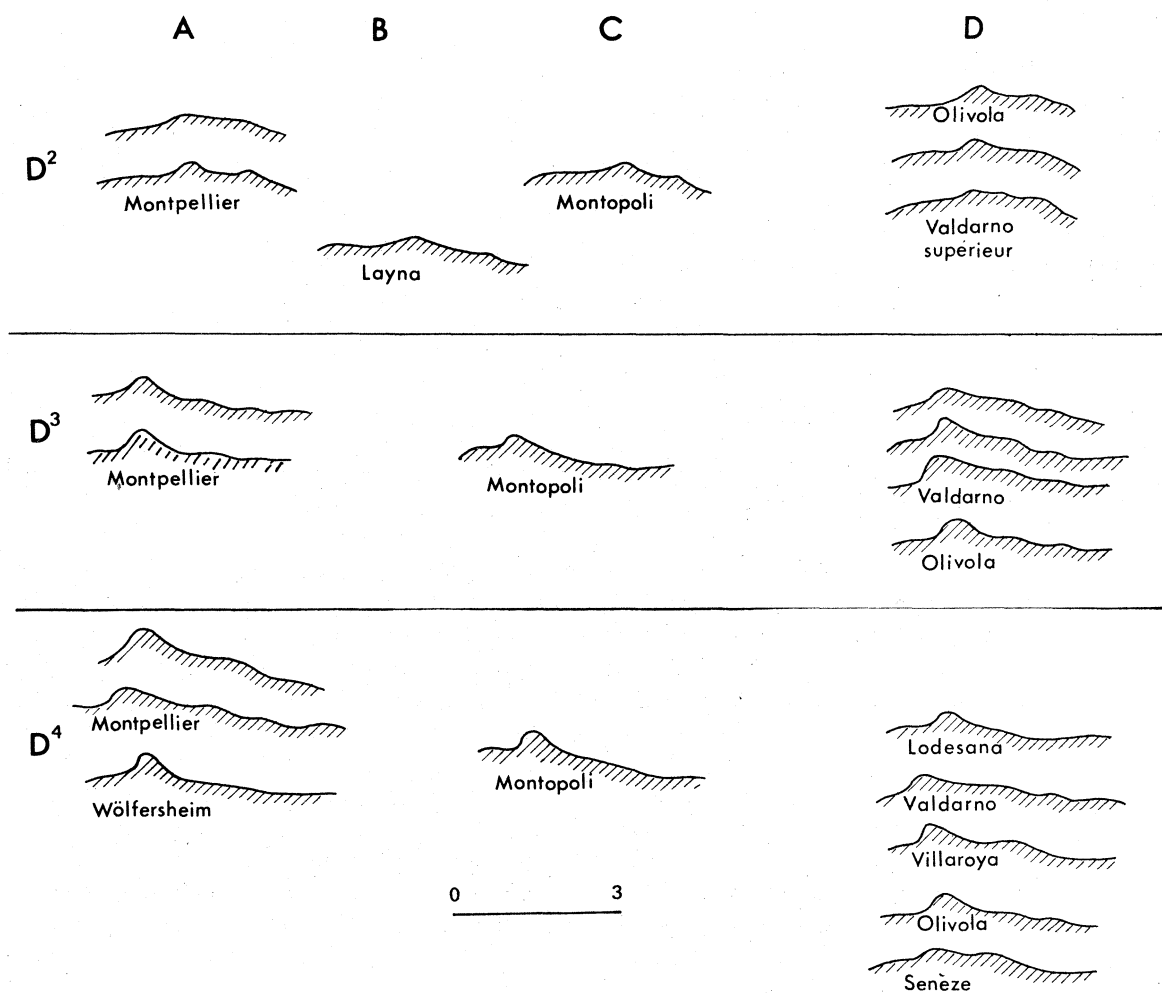 A B C D
D²
Olivola
Montpellier
Montopoli
Valdarno
supérieur
Layna
D³
Montpellier
Montopoli
Valdarno
Olivola
D⁴
Montpellier
Wölfersheim
Montopoli
Lodesana
Valdarno
Villaroya
Olivola
Senèze
0 3